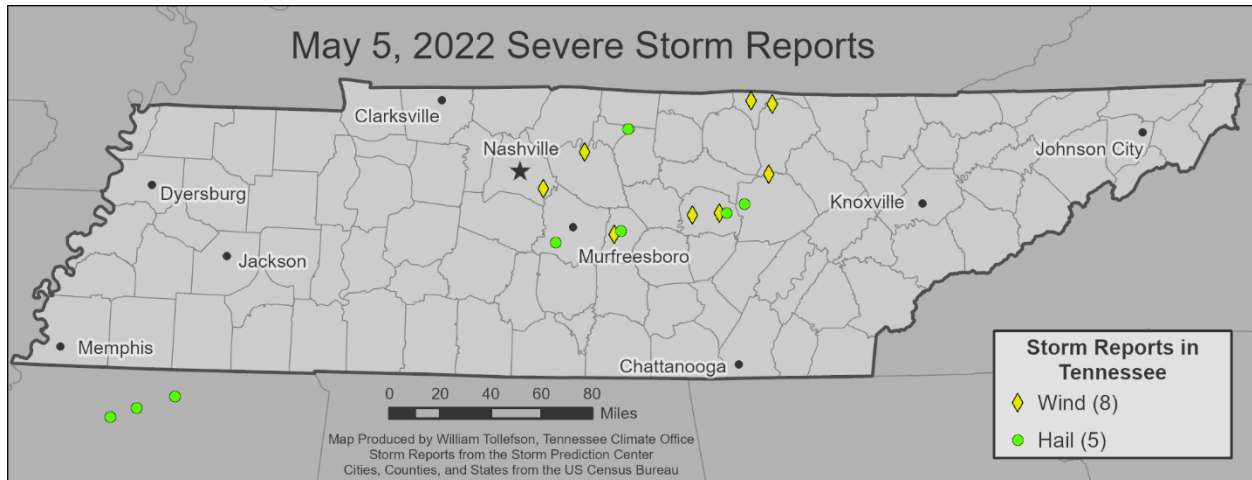 May 5, 2022 Severe Storm Reports
Clarksville
Nashville
Johnson City
Dyersburg
Knoxville
Murfreesboro
Jackson
Memphis
Chattanooga
Storm Reports in
Tennessee
Wind (8)
Hail (5)
0 20 40 60 80
Miles
Map Produced by William Tollefson, Tennessee Climate Office
Storm Reports from the Storm Prediction Center
Cities, Counties, and States from the US Census Bureau